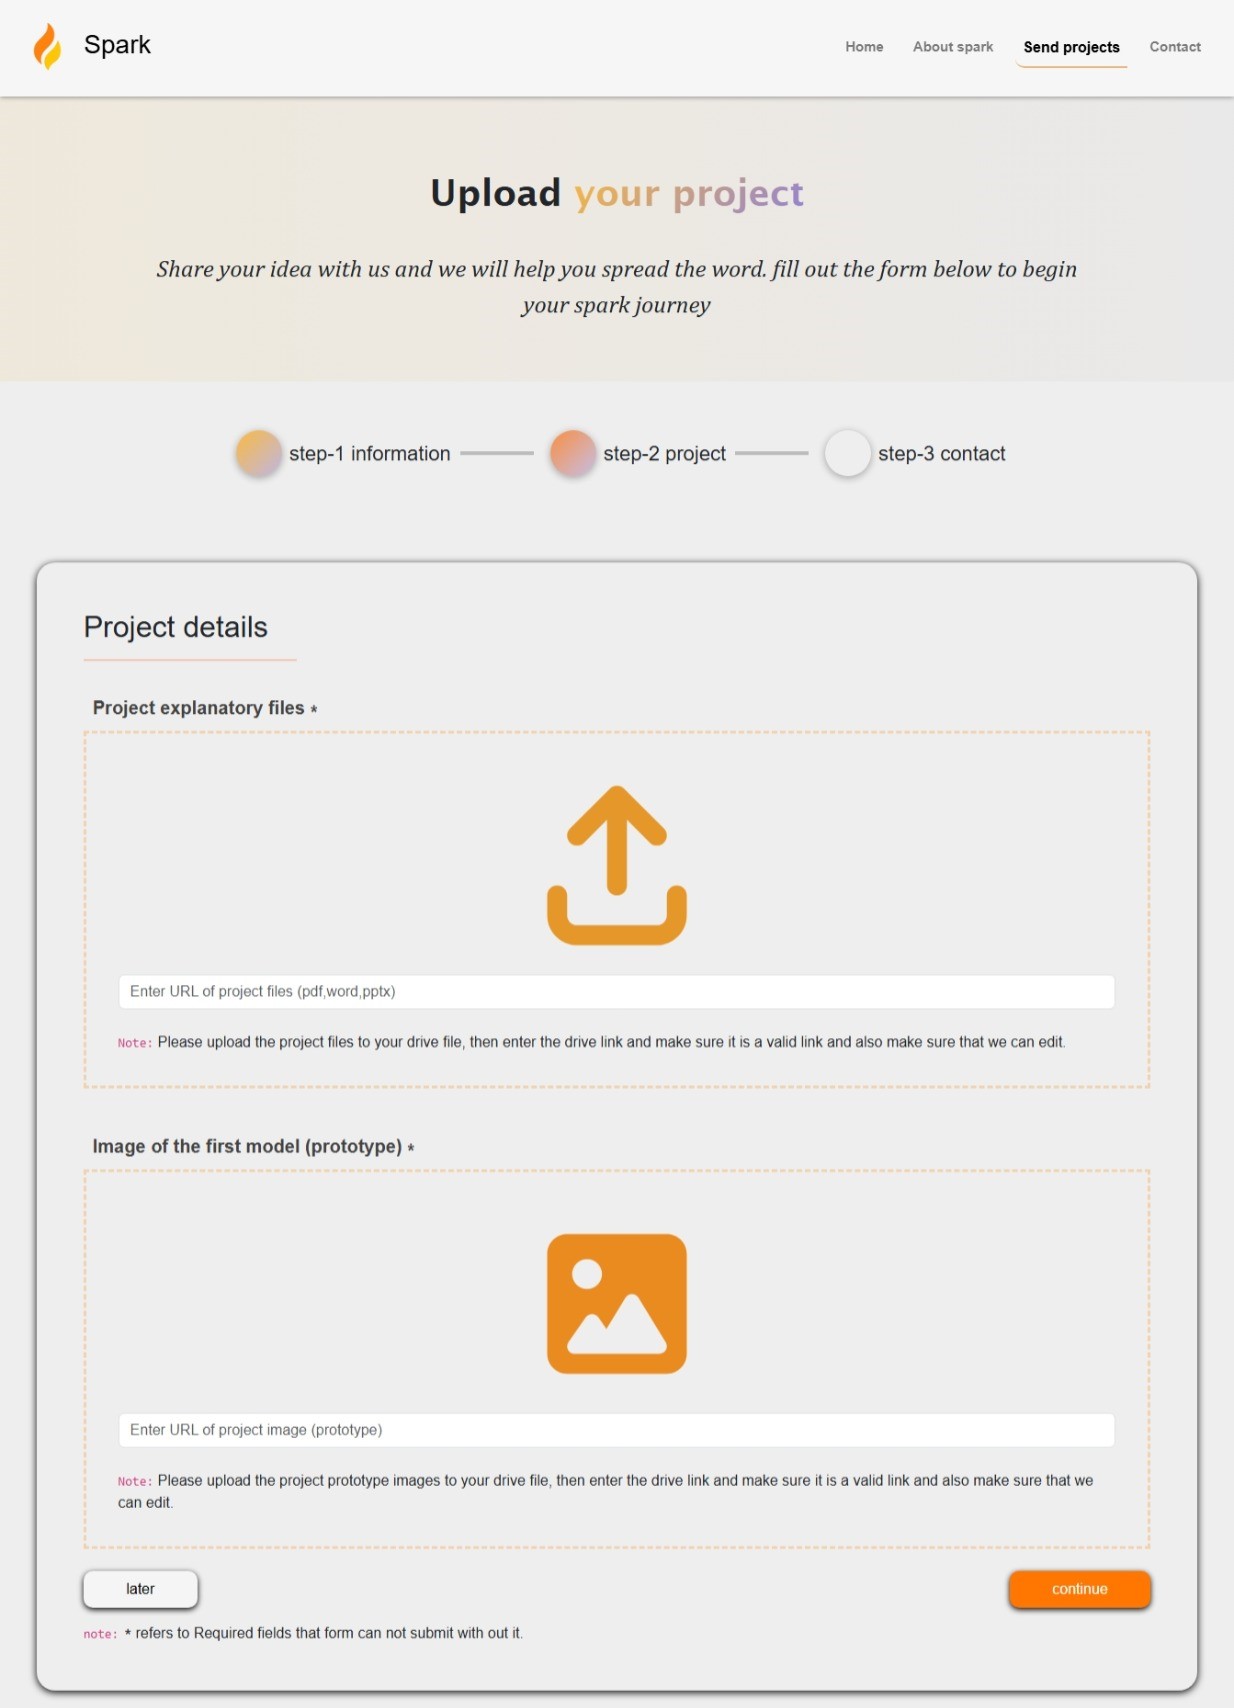 Spark
Home
About spark
Send projects
Contact
Upload your project
Share your idea with us and we will help you spread the word. fill out the form below to begin
your spark journey
step-1 information
step-2 project
step-3 contact
Project details
Project explanatory files *
Enter URL of project files (pdf,word,pptx)
Note: Please upload the project files to your drive file, then enter the drive link and make sure it is a valid link and also make sure that we can edit.
Image of the first model (prototype) *
Enter URL of project image (prototype)
Note: Please upload the project prototype images to your drive file, then enter the drive link and make sure it is a valid link and also make sure that we
can edit.
later
continue
note: * refers to Required fields that form can not submit with out it.